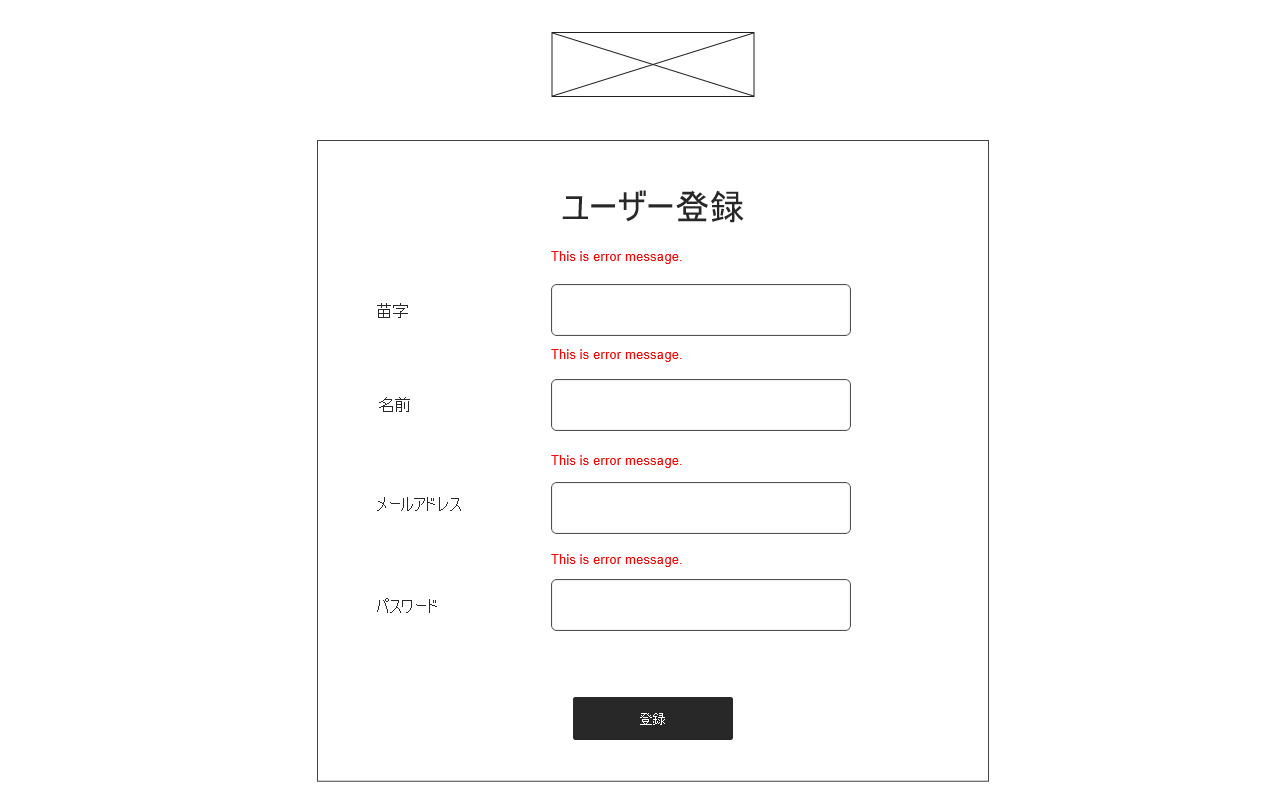 ユーザー登録
This is error message.
苗字
This is error message.
名前
This is error message.
メールアドレス
This is error message.
パスワード
登録